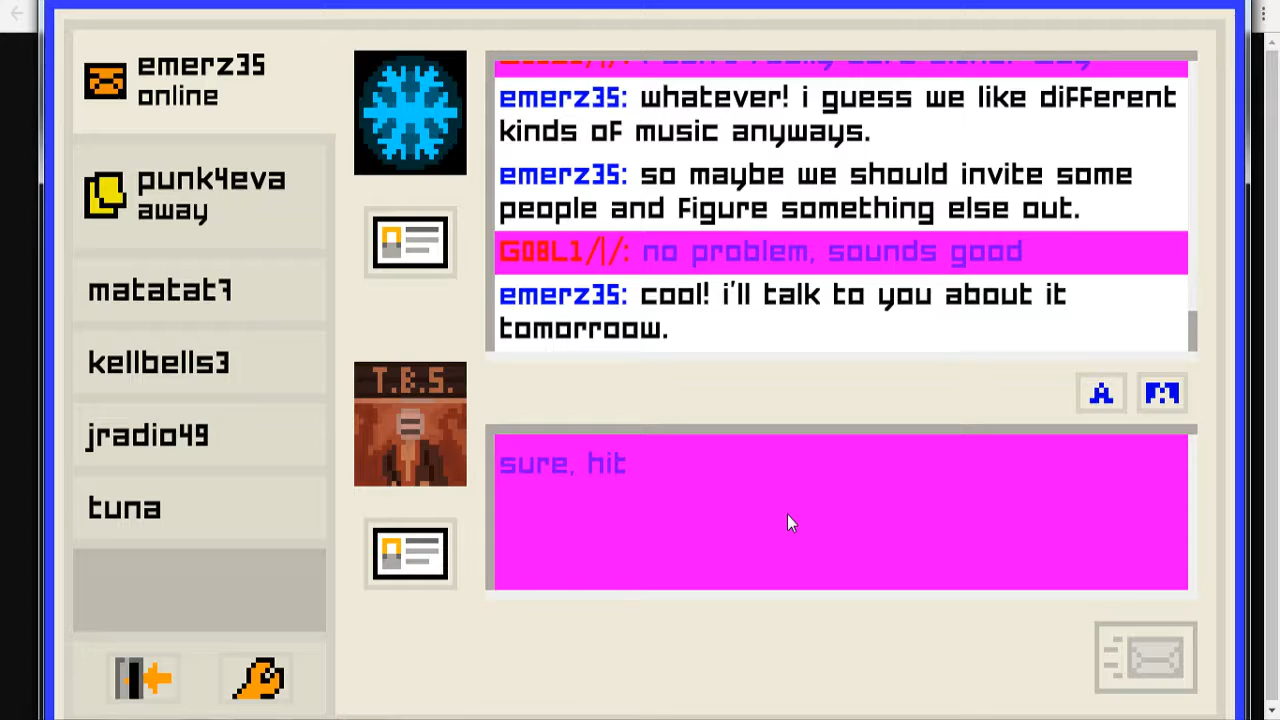 emerz35
online
punk4eva
away
matatat7
kellbells3
jradio49
tuna
T.B.S.
emerz35: whatever! i guess we like different
kinds of music anyways.
emerz35: so maybe we should invite some
people and figure something else out.
G08L1/|/: no problem, sounds good
emerz35: cool! i'll talk to you about it
tomorroow.
A
sure, hit